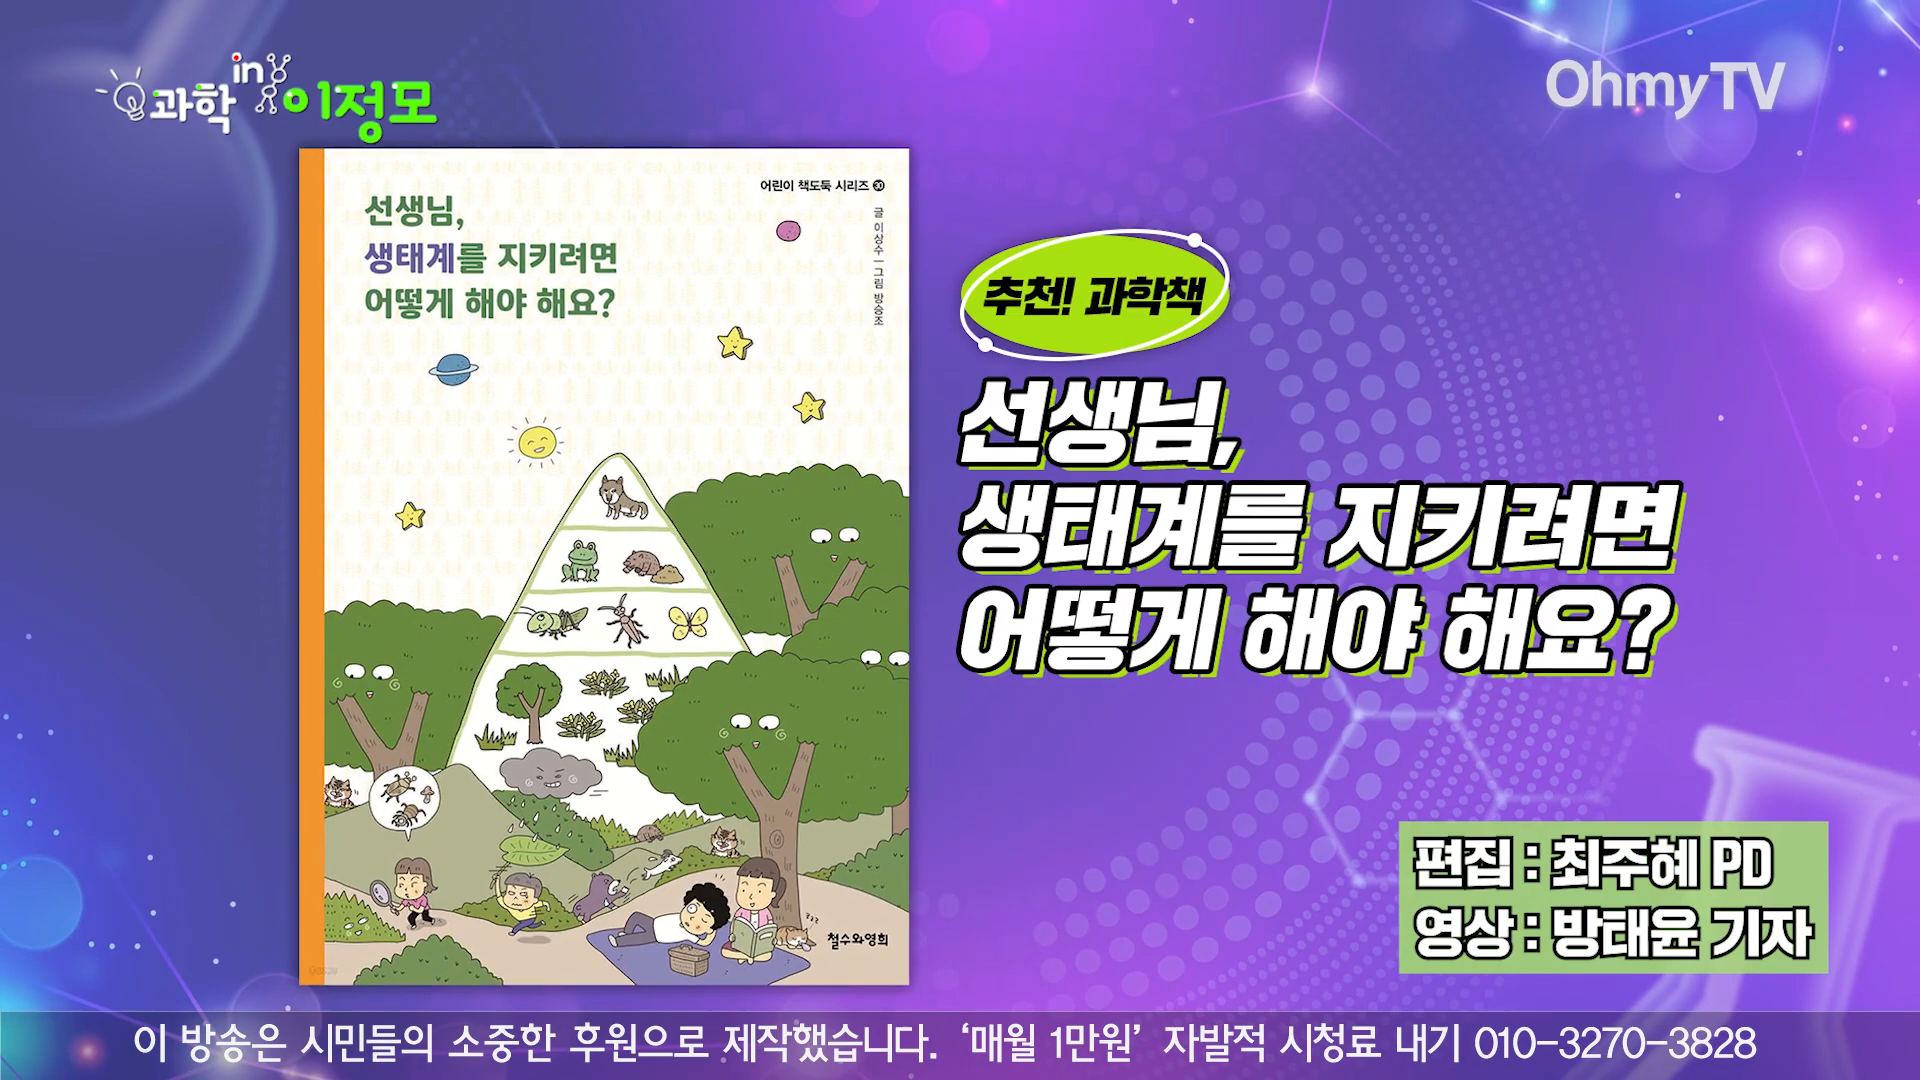 과학 in 이정모
OhmyTV
어린이 책도둑 시리즈 30
선생님,
생태계를 지키려면
어떻게 해야 해요?
글 이상수 | 그림 방승조
철수와영희
추천! 과학책
선생님,
생태계를 지키려면
어떻게 해야 해요?
편집 : 최주혜 PD
영상 : 방태윤 기자
이 방송은 시민들의 소중한 후원으로 제작했습니다. ‘매월 1만원’ 자발적 시청료 내기 010-3270-3828